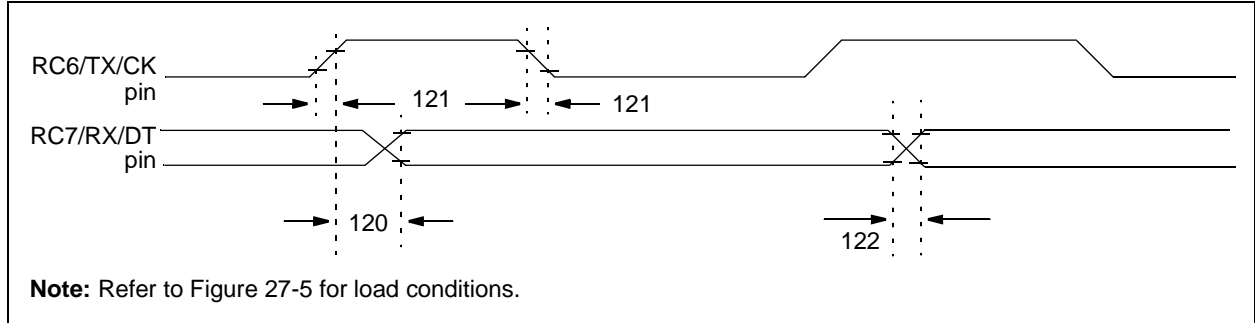 RC6/TX/CK
pin
121
121
RC7/RX/DT
pin
120
122
Note: Refer to Figure 27-5 for load conditions.